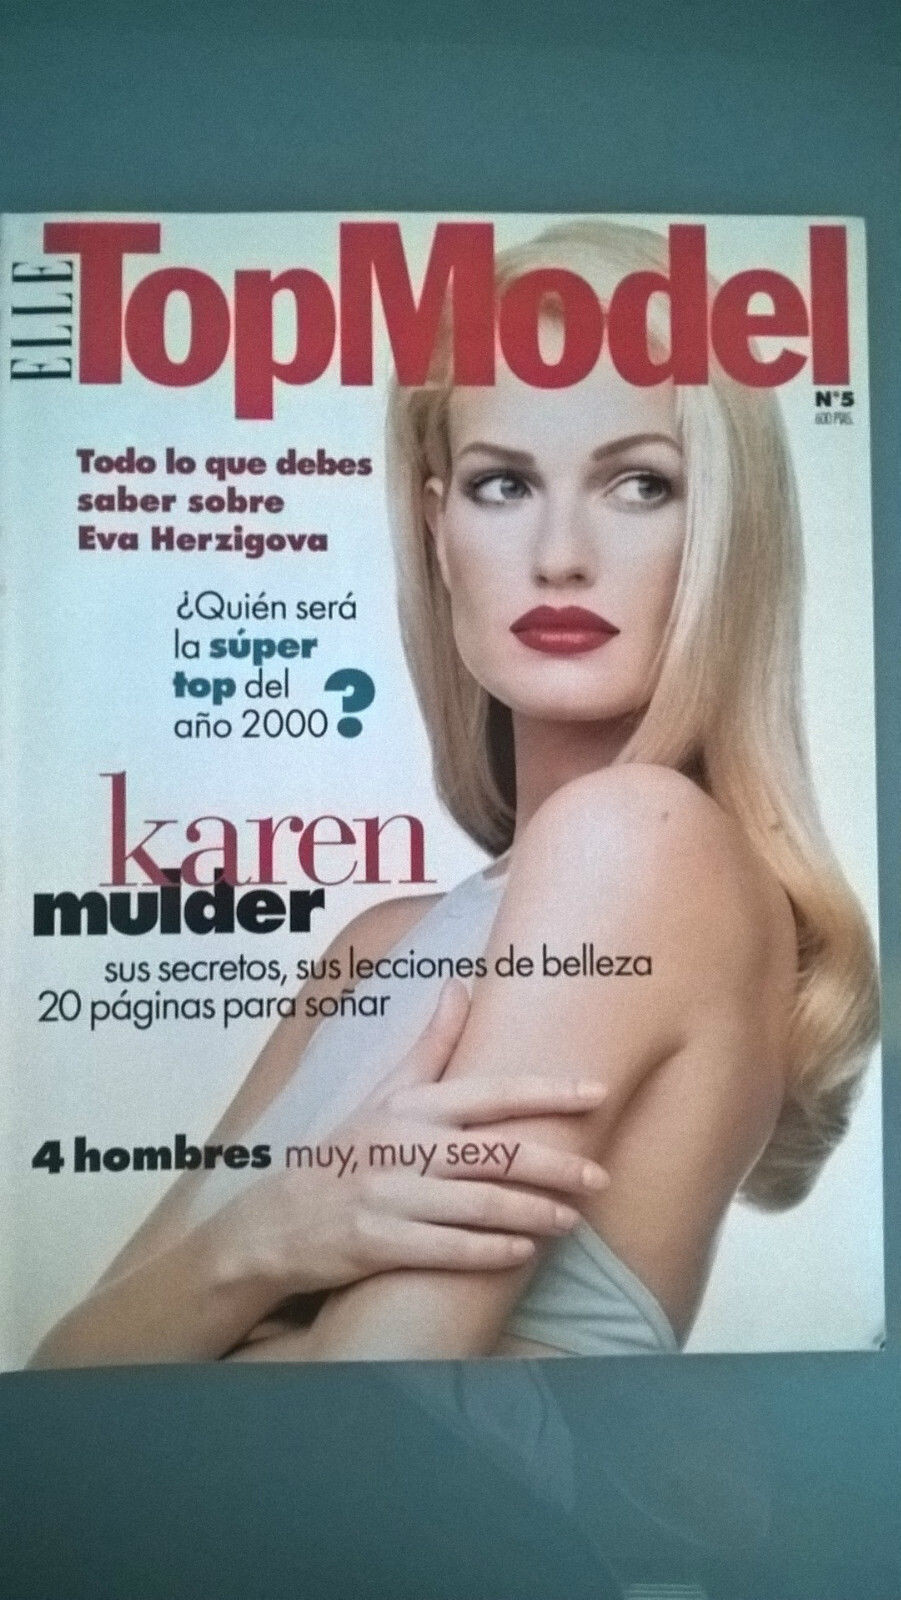 ELLE
TopModel
N°5
600 PTAS.
Todo lo que debes
saber sobre
Eva Herzigova
¿Quién será
la súper
top del
año 2000?
karen
mulder
sus secretos, sus lecciones de belleza
20 páginas para soñar
4 hombres muy, muy sexy